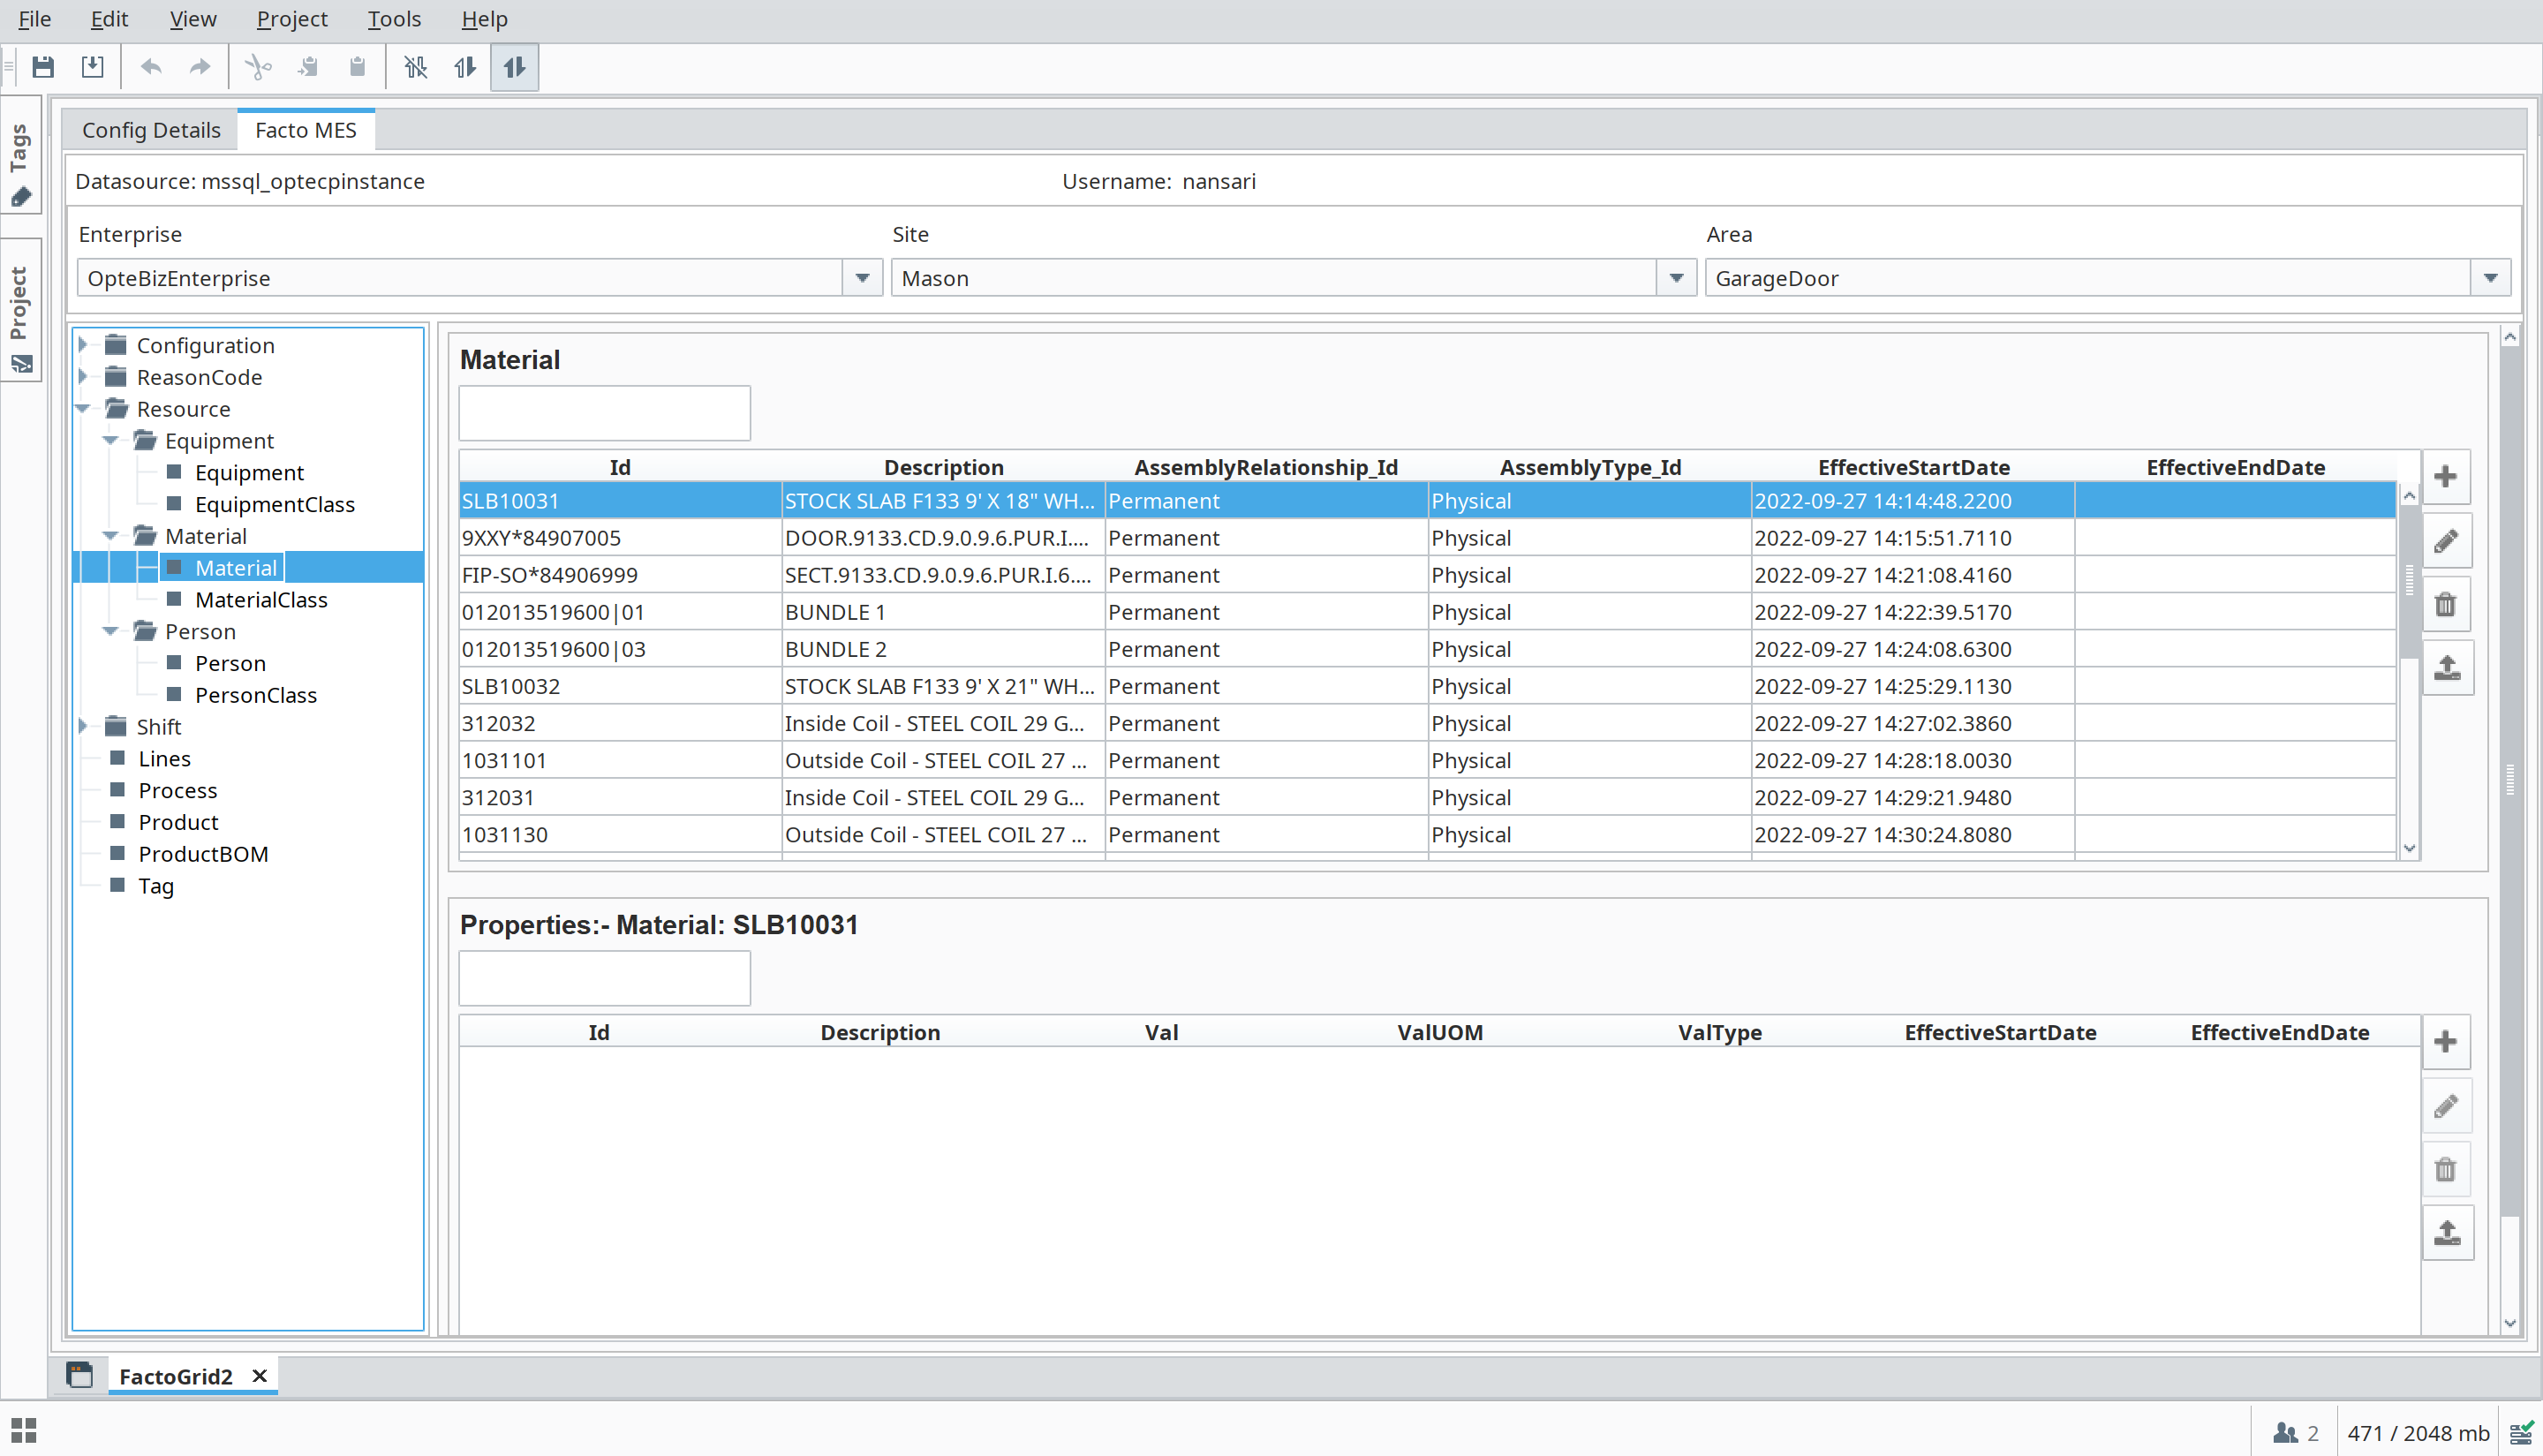 File Edit View Project Tools Help
Tags
Project
Config Details Facto MES
Datasource: mssql_optecpinstance Username: nansari
Enterprise Site Area
OpteBizEnterprise Mason GarageDoor
Configuration
ReasonCode
Resource
Equipment
Equipment
EquipmentClass
Material
Material
MaterialClass
Person
Person
PersonClass
Shift
Lines
Process
Product
ProductBOM
Tag
Material
Id Description AssemblyRelationship_Id AssemblyType_Id EffectiveStartDate EffectiveEndDate
SLB10031 STOCK SLAB F133 9' X 18" WH... Permanent Physical 2022-09-27 14:14:48.2200
9XXY*84907005 DOOR.9133.CD.9.0.9.6.PUR.I.... Permanent Physical 2022-09-27 14:15:51.7110
FIP-SO*84906999 SECT.9133.CD.9.0.9.6.PUR.I.6.... Permanent Physical 2022-09-27 14:21:08.4160
012013519600|01 BUNDLE 1 Permanent Physical 2022-09-27 14:22:39.5170
012013519600|03 BUNDLE 2 Permanent Physical 2022-09-27 14:24:08.6300
SLB10032 STOCK SLAB F133 9' X 21" WH... Permanent Physical 2022-09-27 14:25:29.1130
312032 Inside Coil - STEEL COIL 29 G... Permanent Physical 2022-09-27 14:27:02.3860
1031101 Outside Coil - STEEL COIL 27 ... Permanent Physical 2022-09-27 14:28:18.0030
312031 Inside Coil - STEEL COIL 29 G... Permanent Physical 2022-09-27 14:29:21.9480
1031130 Outside Coil - STEEL COIL 27 ... Permanent Physical 2022-09-27 14:30:24.8080
Properties:- Material: SLB10031
Id Description Val ValUOM ValType EffectiveStartDate EffectiveEndDate
FactoGrid2
2 471 / 2048 mb